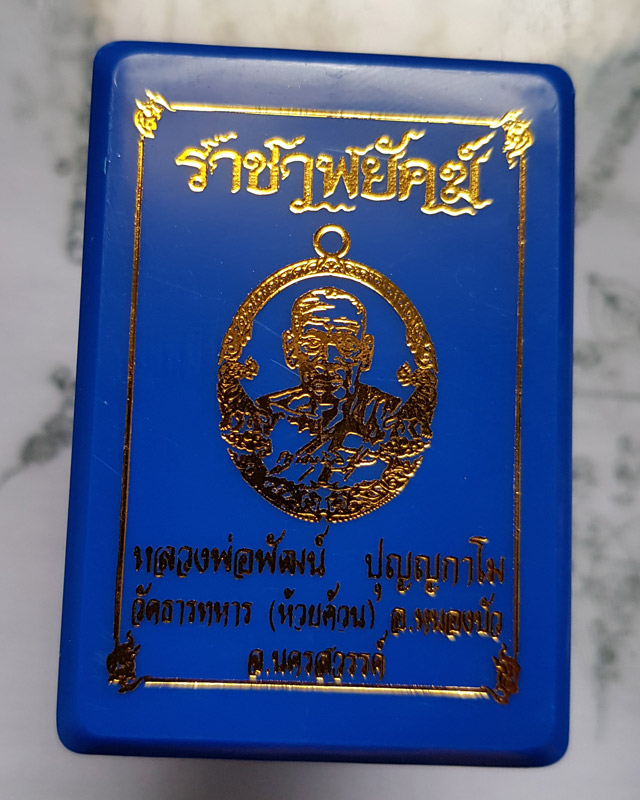 ราชาพยัคฆ์
หลวงพ่อพัฒน์ ปุญญกาโม
วัดธารทหาร (ห้วยด้วน) อ.หนองบัว
จ.นครสวรรค์